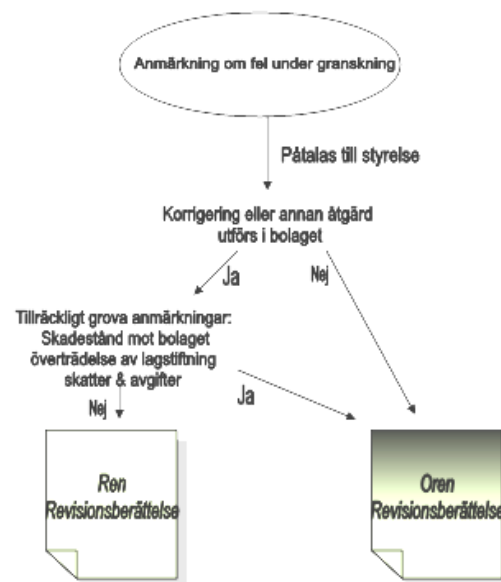 Anmärkning om fel under granskning
Påtalas till styrelse
Korrigering eller annan åtgärd
utförs i bolaget
Ja
Nej
Tillräckligt grova anmärkningar:
Skadestånd mot bolaget
överträdelse av lagstiftning
skatter & avgifter
Nej
Ja
Ren
Revisionsberättelse
Oren
Revisionsberättelse